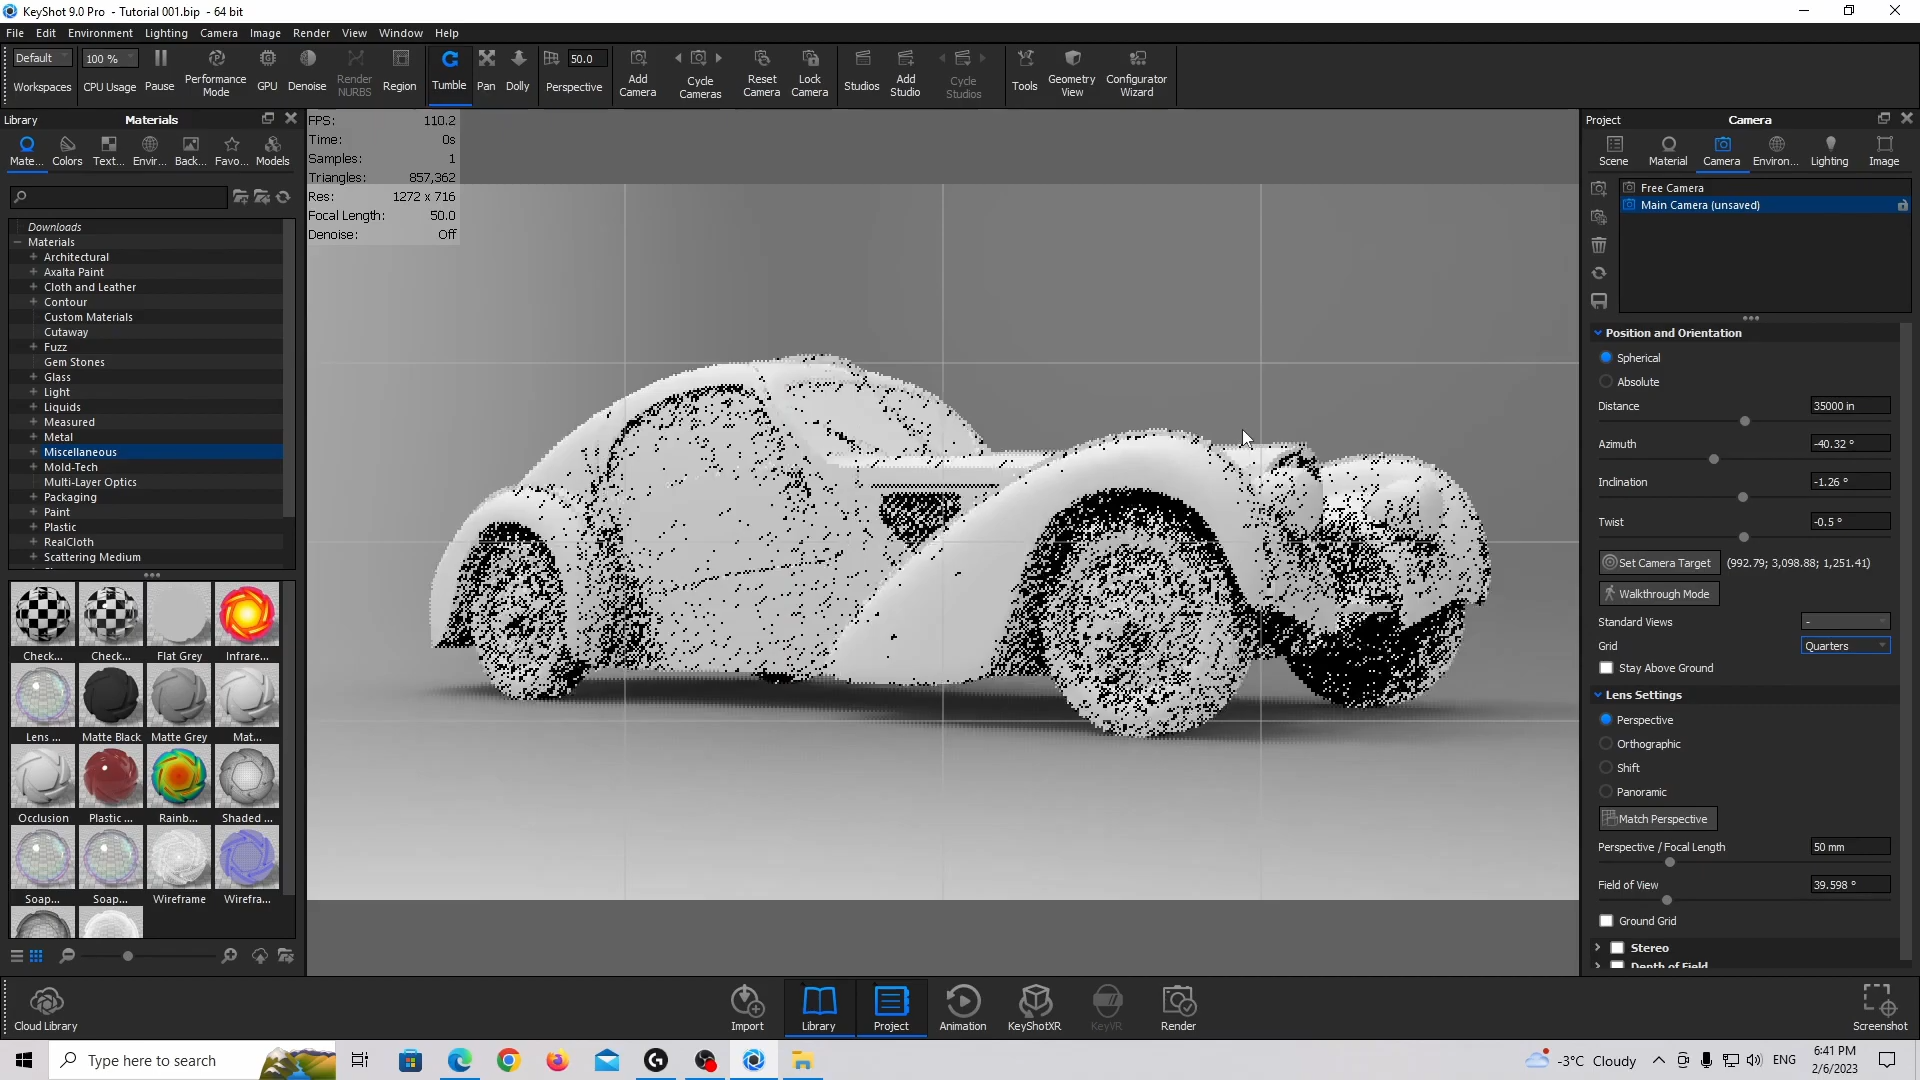 KeyShot 9.0 Pro - Tutorial 001.bip - 64 bit
File Edit Environment Lighting Camera Image Render View Window Help
Default 100 % 50.0
Workspaces CPU Usage Pause Performance Mode GPU Denoise Render NURBS Region Tumble Pan Dolly Perspective Add Camera Cycle Cameras Reset Camera Lock Camera Studios Add Studio Cycle Studios Tools Geometry View Configurator Wizard
Library Materials
Mate... Colors Text... Envir... Back... Favo... Models
Downloads
Materials
Architectural
Axalta Paint
Cloth and Leather
Contour
Custom Materials
Cutaway
Fuzz
Gem Stones
Glass
Light
Liquids
Measured
Metal
Miscellaneous
Mold-Tech
Multi-Layer Optics
Packaging
Paint
Plastic
RealCloth
Scattering Medium
Check... Check... Flat Grey Infrare...
Lens ... Matte Black Matte Grey Mat...
Occlusion Plastic ... Rainb... Shaded ...
Soap... Soap... Wireframe Wirefra...
FPS: 110.2
Time: 0s
Samples: 1
Triangles: 857,362
Res: 1272 x 716
Focal Length: 50.0
Denoise: Off
Project Camera
Scene Material Camera Environ... Lighting Image
Free Camera
Main Camera (unsaved)
Position and Orientation
Spherical
Absolute
Distance 35000 in
Azimuth -40.32 °
Inclination -1.26 °
Twist -0.5 °
Set Camera Target (992.79; 3,098.88; 1,251.41)
Walkthrough Mode
Standard Views -
Grid Quarters
Stay Above Ground
Lens Settings
Perspective
Orthographic
Shift
Panoramic
Match Perspective
Perspective / Focal Length 50 mm
Field of View 39.598 °
Ground Grid
Stereo
Depth of Field
Cloud Library Import Library Project Animation KeyShotXR KeyVR Render Screenshot
Type here to search -3°C Cloudy ENG 6:41 PM
2/6/2023